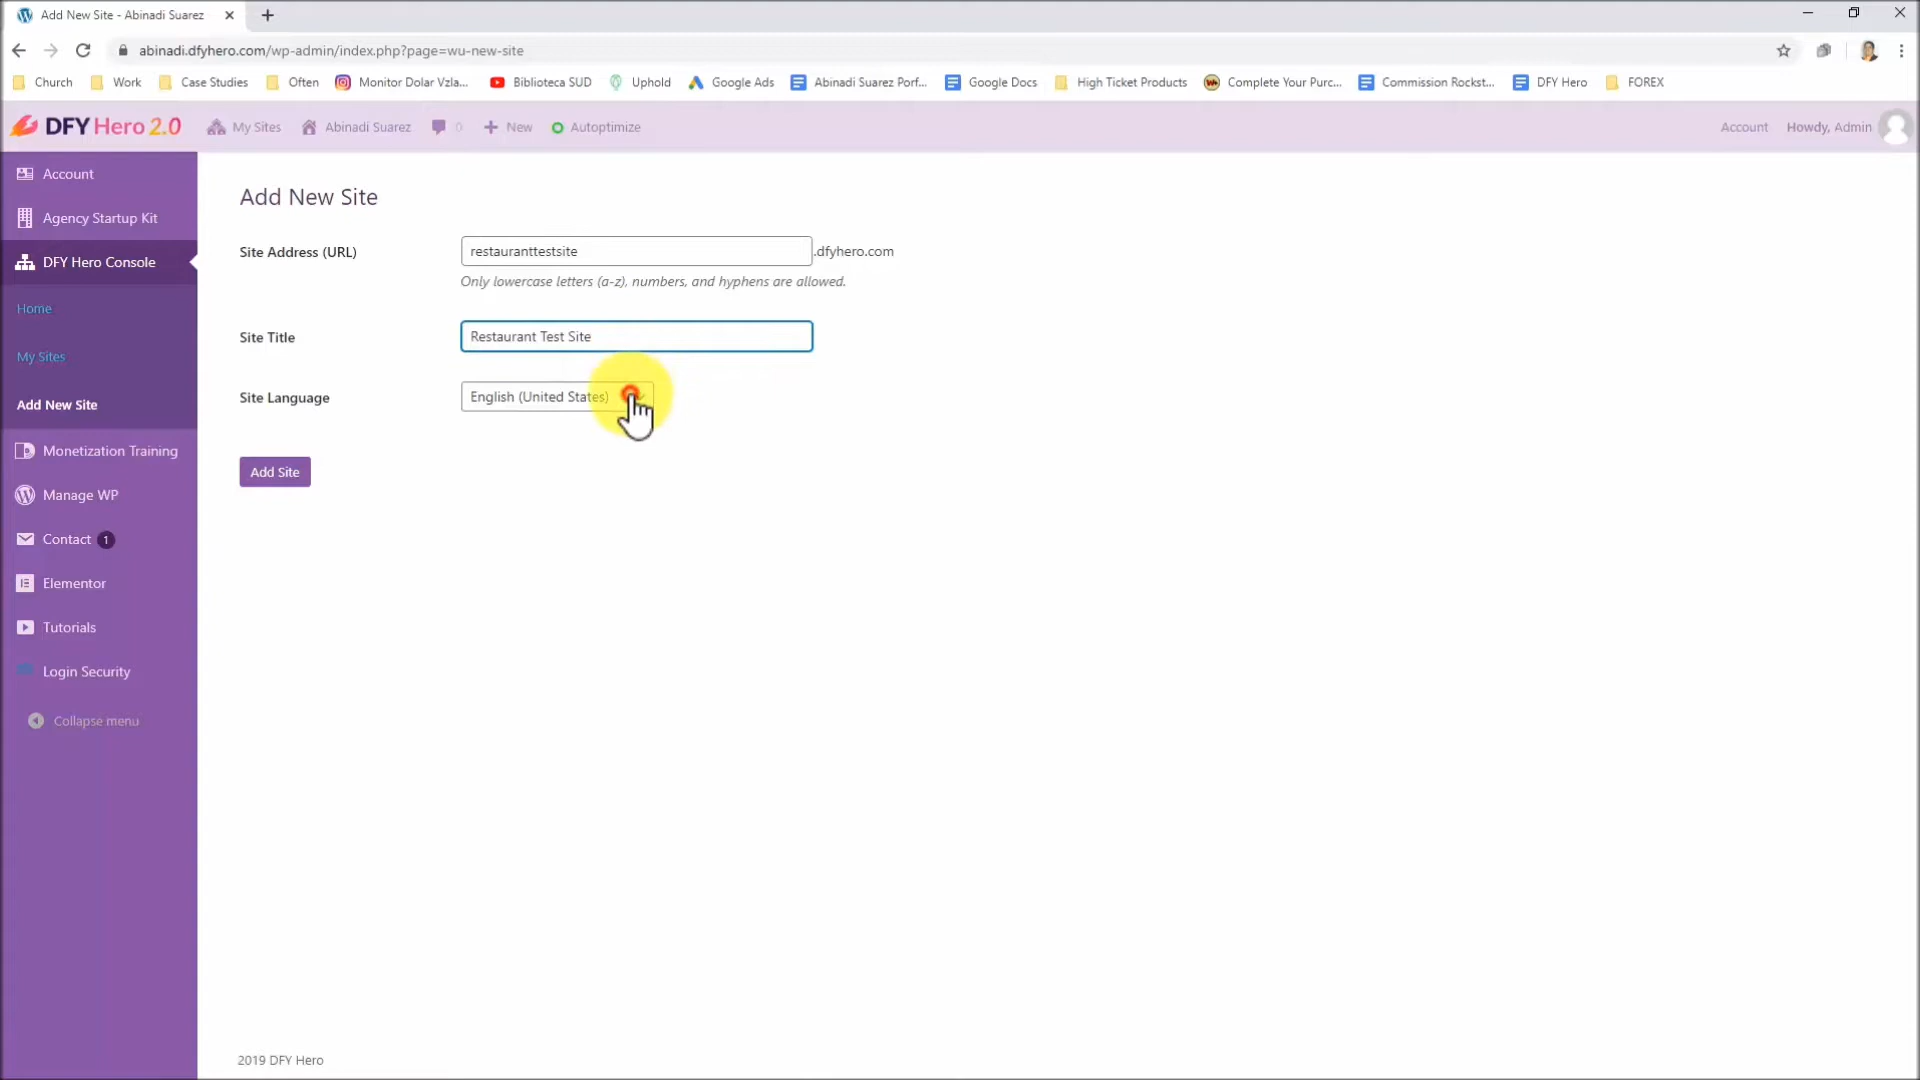 Add New Site - Abinadi Suarez
abinadi.dfyhero.com/wp-admin/index.php?page=wu-new-site
Church Work Case Studies Often Monitor Dolar Vzla... Biblioteca SUD Uphold Google Ads Abinadi Suarez Porf... Google Docs High Ticket Products Complete Your Purc... Commission Rockst... DFY Hero FOREX
DFY Hero 2.0 My Sites Abinadi Suarez 0 New Autoptimize Account Howdy, Admin
Account
Agency Startup Kit
DFY Hero Console
Home
My Sites
Add New Site
Monetization Training
Manage WP
Contact 1
Elementor
Tutorials
Login Security
Collapse menu
Add New Site
Site Address (URL) restauranttestsite .dfyhero.com
Only lowercase letters (a-z), numbers, and hyphens are allowed.
Site Title Restaurant Test Site
Site Language English (United States)
Add Site
2019 DFY Hero